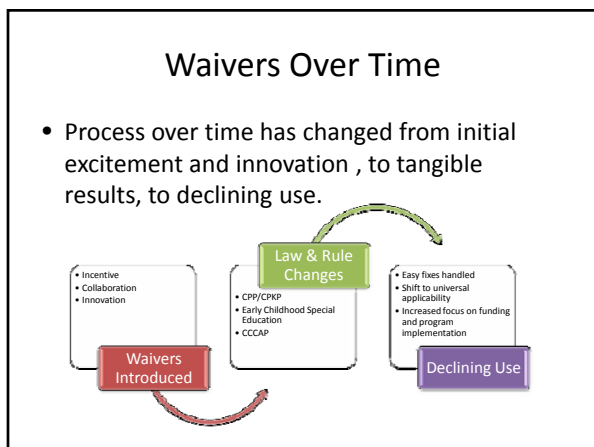 Waivers Over Time
• Process over time has changed from initial
excitement and innovation , to tangible
results, to declining use.
• Incentive
• Collaboration
• Innovation
Waivers
Introduced
Law & Rule
Changes
• CPP/CPKP
• Early Childhood Special
Education
• CCCAP
• Easy fixes handled
• Shift to universal
applicability
• Increased focus on funding
and program
implementation
Declining Use